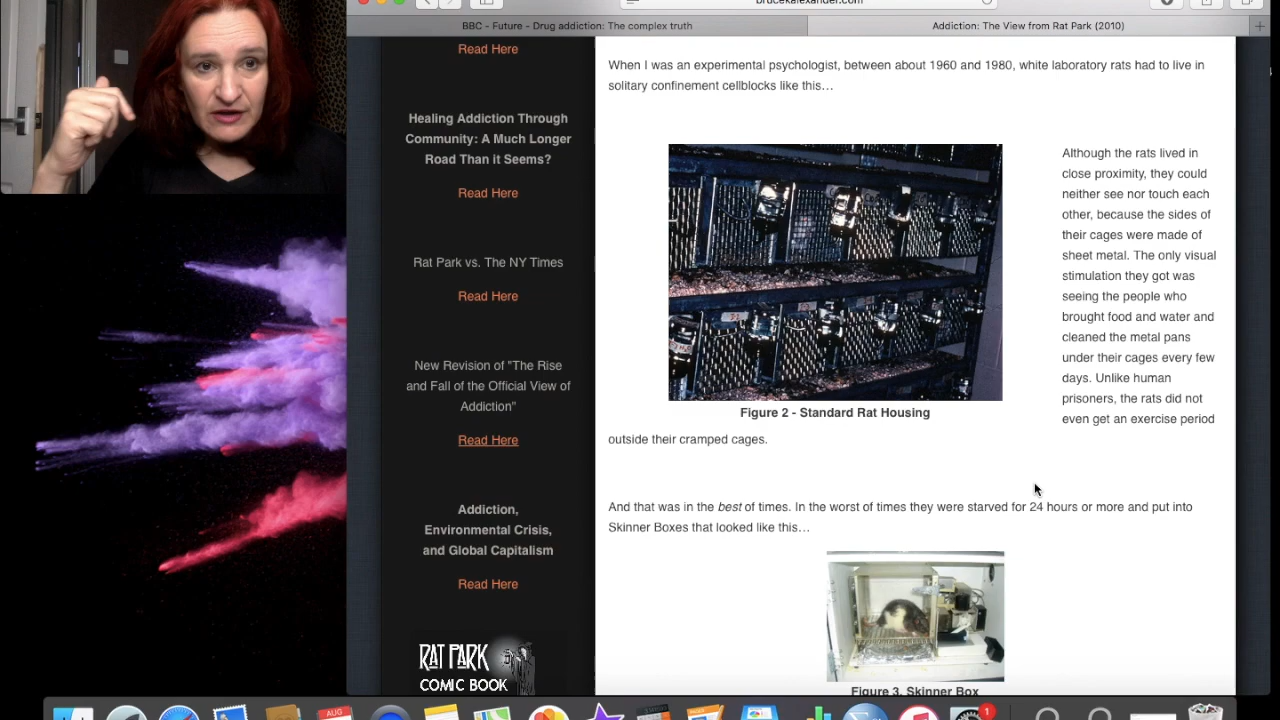 brucekalexander.com
BBC - Future - Drug addiction: The complex truth
Addiction: The View from Rat Park (2010)
Read Here
Healing Addiction Through
Community: A Much Longer
Road Than it Seems?
Read Here
Rat Park vs. The NY Times
Read Here
New Revision of "The Rise
and Fall of the Official View of
Addiction"
Read Here
Addiction,
Environmental Crisis,
and Global Capitalism
Read Here
RAT PARK
COMIC BOOK
When I was an experimental psychologist, between about 1960 and 1980, white laboratory rats had to live in
solitary confinement cellblocks like this…
Although the rats lived in
close proximity, they could
neither see nor touch each
other, because the sides of
their cages were made of
sheet metal. The only visual
stimulation they got was
seeing the people who
brought food and water and
cleaned the metal pans
under their cages every few
days. Unlike human
prisoners, the rats did not
even get an exercise period
Figure 2 - Standard Rat Housing
outside their cramped cages.
And that was in the best of times. In the worst of times they were starved for 24 hours or more and put into
Skinner Boxes that looked like this…
Figure 3. Skinner Box
AUG
1